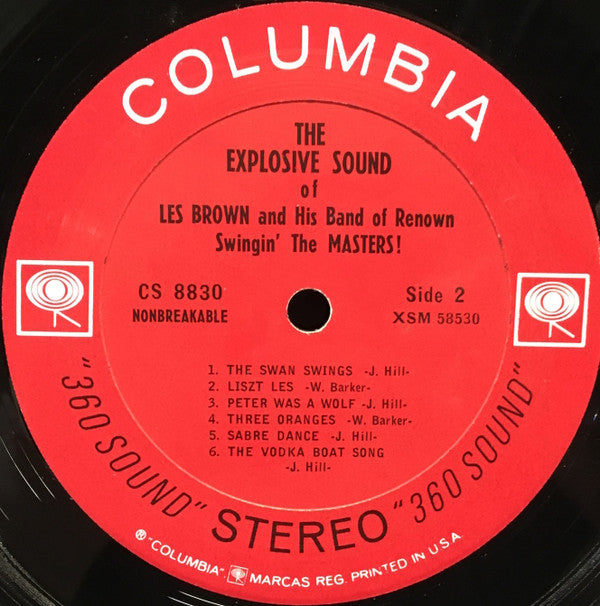 COLUMBIA
THE
EXPLOSIVE SOUND
of
LES BROWN and His Band of Renown
Swingin' The MASTERS!
CS 8830
NONBREAKABLE
Side 2
XSM 58530
1. THE SWAN SWINGS -J. Hill-
2. LISZT LES -W. Barker-
3. PETER WAS A WOLF -J. Hill-
4. THREE ORANGES -W. Barker-
5. SABRE DANCE -J. Hill-
6. THE VODKA BOAT SONG
-J. Hill-
"360 SOUND" STEREO "360 SOUND"
® "COLUMBIA", MARCAS REG. PRINTED IN U.S.A.